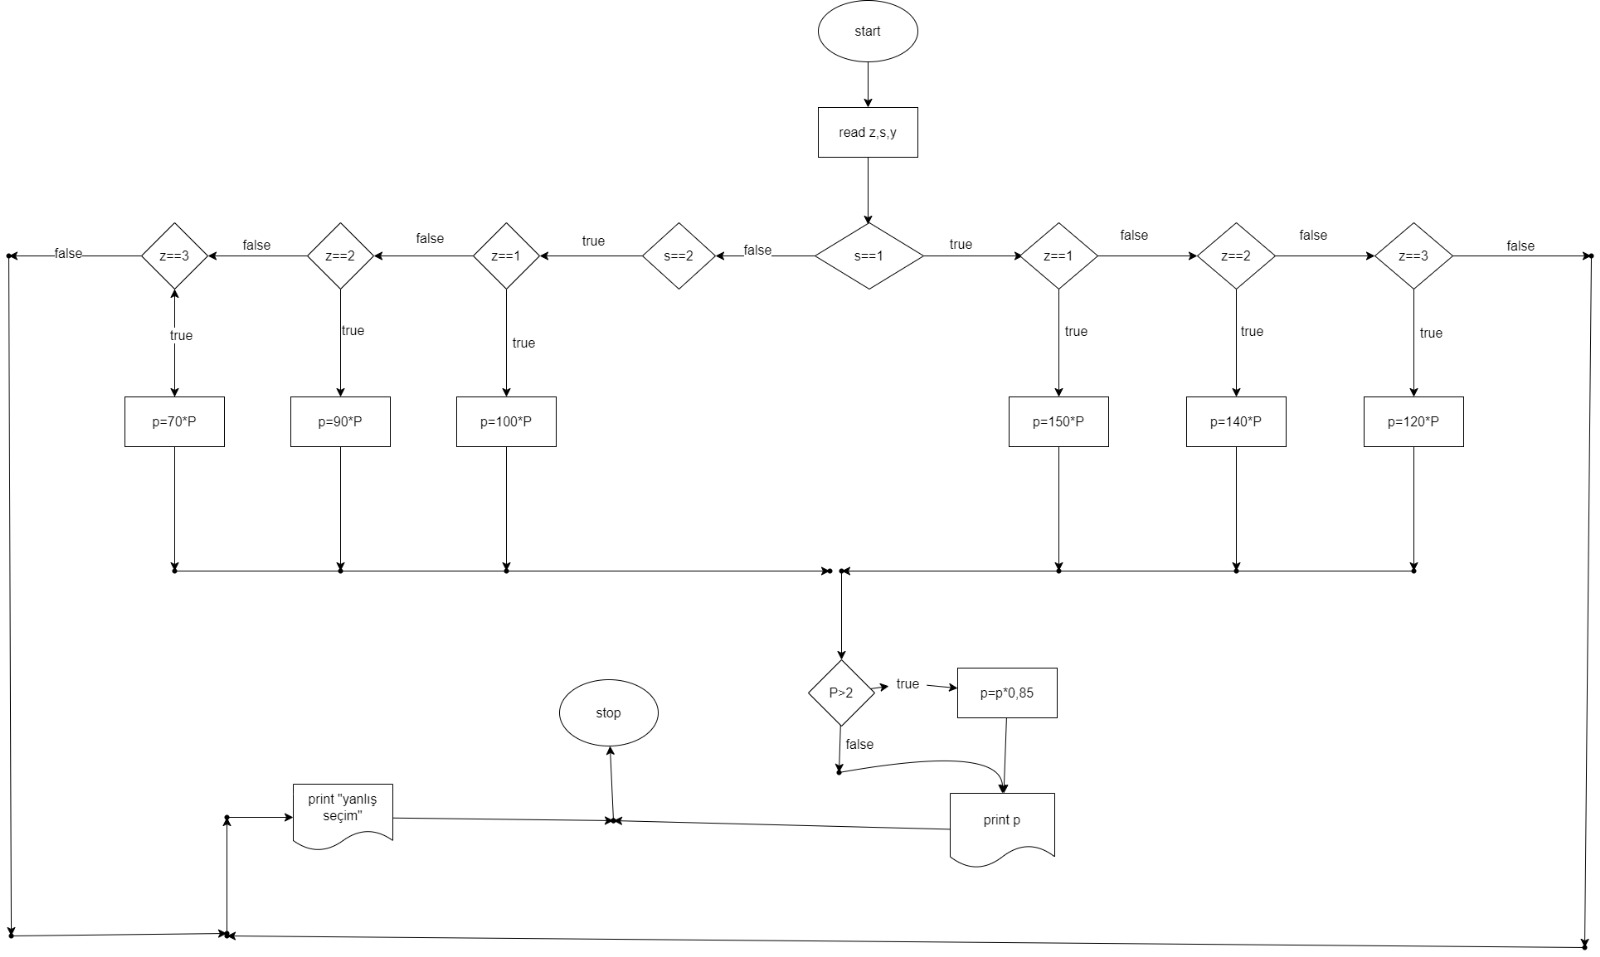 start
read z,s,y
false
z==3
false
z==2
false
z==1
true
s==2
false
s==1
true
z==1
false
z==2
false
z==3
false
true
true
true
true
true
true
p=70*P
p=90*P
p=100*P
p=150*P
p=140*P
p=120*P
P>2
true
p=p*0,85
false
stop
print "yanlış
seçim"
print p